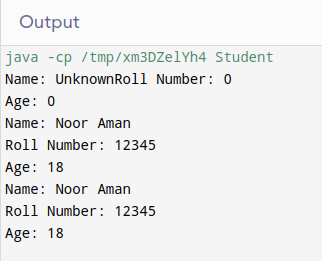 Output
java -cp /tmp/xm3DZelYh4 Student
Name: UnknownRoll Number: 0
Age: 0
Name: Noor Aman
Roll Number: 12345
Age: 18
Name: Noor Aman
Roll Number: 12345
Age: 18